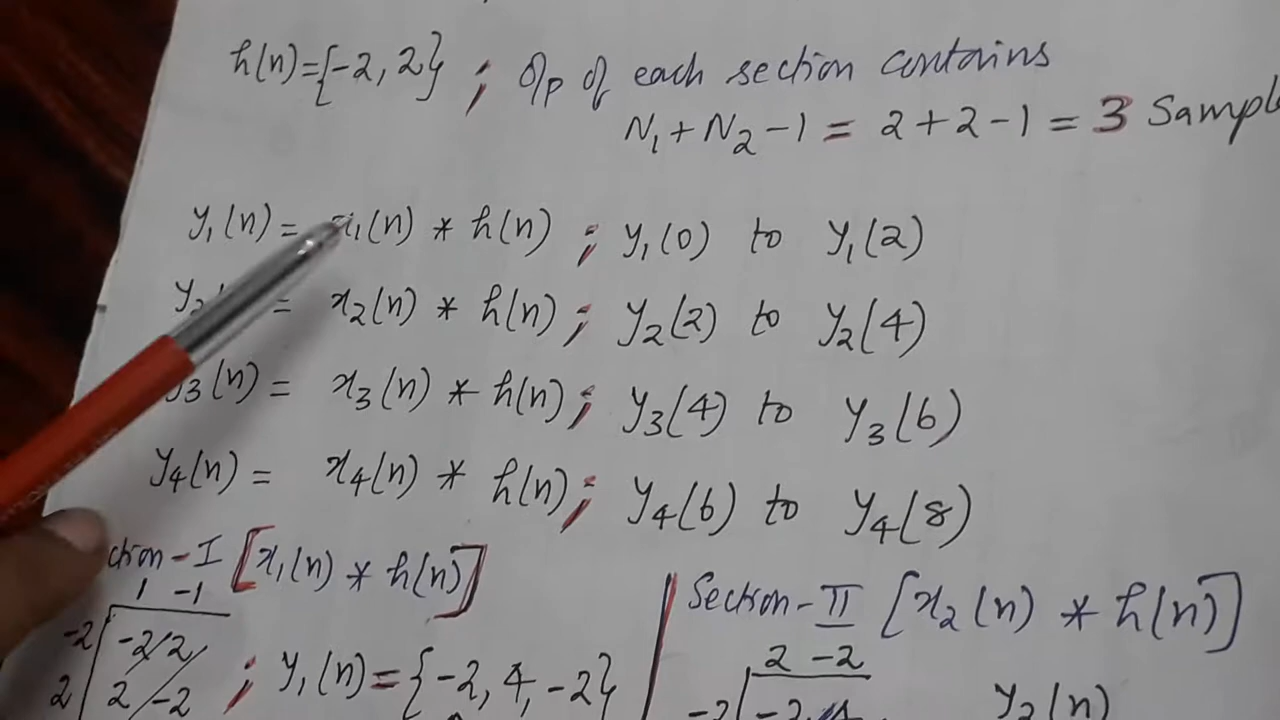 h(n)={-2, 2} ; O/p of each section contains
N₁+N₂-1 = 2+2-1 = 3
y₁(n)= x₁(n) * h(n) ; y₁(0) to y₁(2)
= x₂(n) * h(n) ; y₂(2) to y₂(4)
y₃(n)= x₃(n) * h(n) ; y₃(4) to y₃(6)
y₄(n)= x₄(n) * h(n) ; y₄(6) to y₄(8)
ction-I [x₁(n) * h(n)]
1 -1
-2 -2 2
2 2 -2 ; y₁(n)={-2, 4, -2}
Section-II [x₂(n) * h(n)]
2 -2
-2
y₂(n)